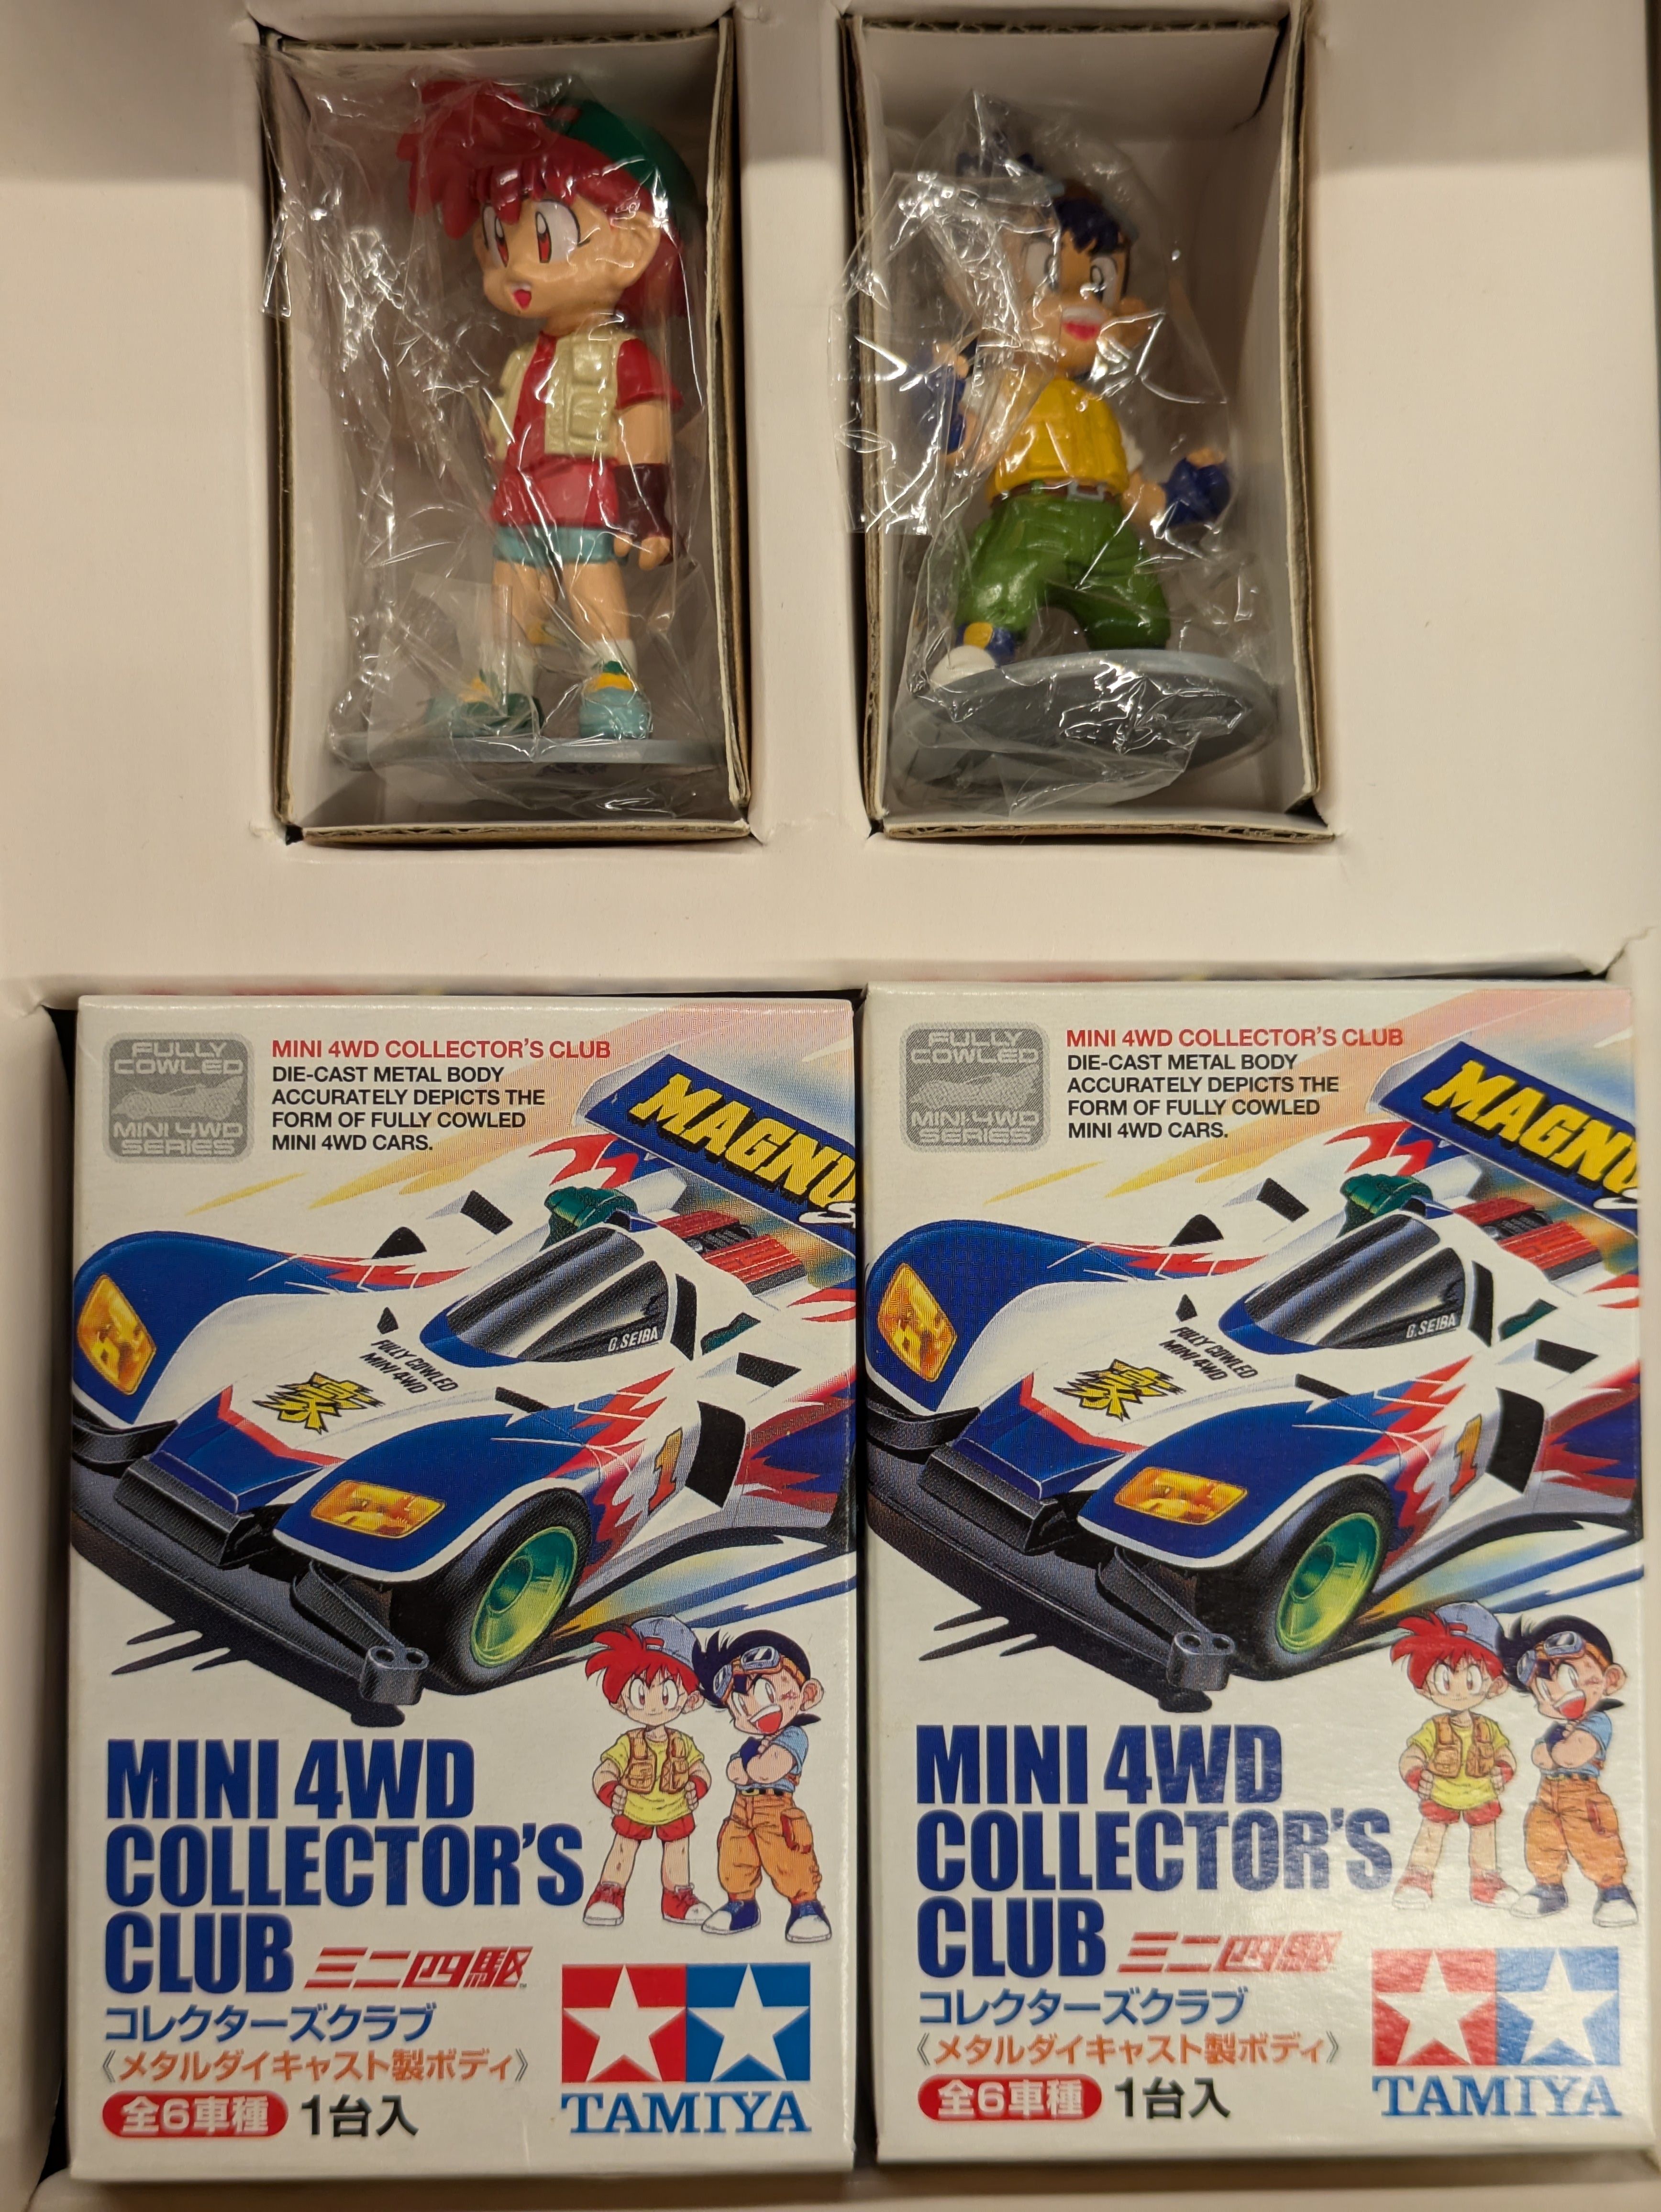 FULLY
COWLED
MINI 4WD
SERIES
MINI 4WD COLLECTOR'S CLUB
DIE-CAST METAL BODY
ACCURATELY DEPICTS THE
FORM OF FULLY COWLED
MINI 4WD CARS.
MAGNU
G.SEIBA
FULLY COWLED
MINI 4WD
豪
1
MINI 4WD
COLLECTOR'S
CLUB ミニ四駆
コレクターズクラブ
《メタルダイキャスト製ボディ》
全6車種 1台入
TAMIYA
FULLY
COWLED
MINI 4WD
SERIES
MINI 4WD COLLECTOR'S CLUB
DIE-CAST METAL BODY
ACCURATELY DEPICTS THE
FORM OF FULLY COWLED
MINI 4WD CARS.
MAGNU
G.SEIBA
FULLY COWLED
MINI 4WD
豪
1
MINI 4WD
COLLECTOR'S
CLUB ミニ四駆
コレクターズクラブ
《メタルダイキャスト製ボディ》
全6車種 1台入
TAMIYA